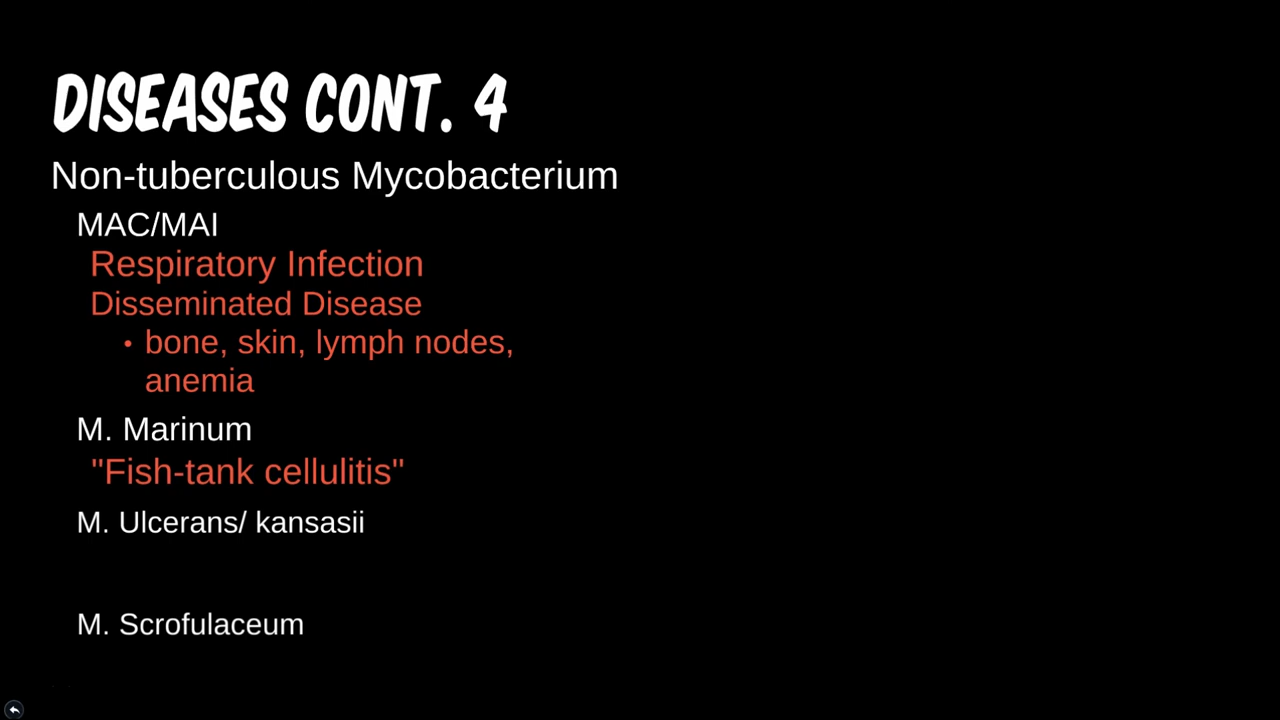 DISEASES CONT. 4
Non-tuberculous Mycobacterium
MAC/MAI
Respiratory Infection
Disseminated Disease
• bone, skin, lymph nodes,
anemia
M. Marinum
"Fish-tank cellulitis"
M. Ulcerans/ kansasii
M. Scrofulaceum